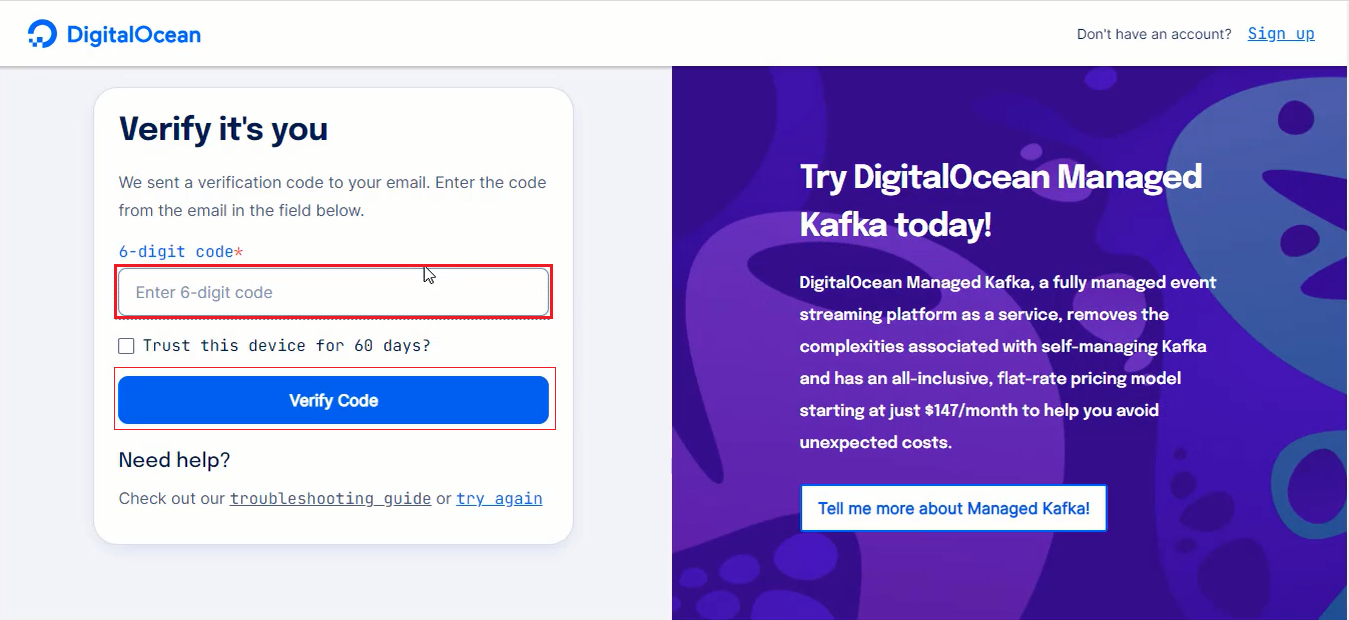 DigitalOcean
Don't have an account? Sign up
Verify it's you
We sent a verification code to your email. Enter the code
from the email in the field below.
6-digit code*
Enter 6-digit code
Trust this device for 60 days?
Verify Code
Need help?
Check out our troubleshooting guide or try again
Try DigitalOcean Managed
Kafka today!
DigitalOcean Managed Kafka, a fully managed event
streaming platform as a service, removes the
complexities associated with self-managing Kafka
and has an all-inclusive, flat-rate pricing model
starting at just $147/month to help you avoid
unexpected costs.
Tell me more about Managed Kafka!